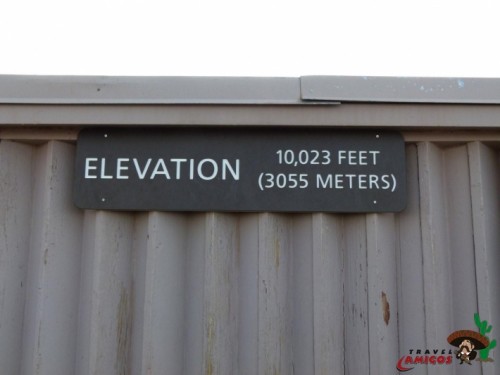 ELEVATION
10,023 FEET
(3055 METERS)
TRAVEL
AMIGOS